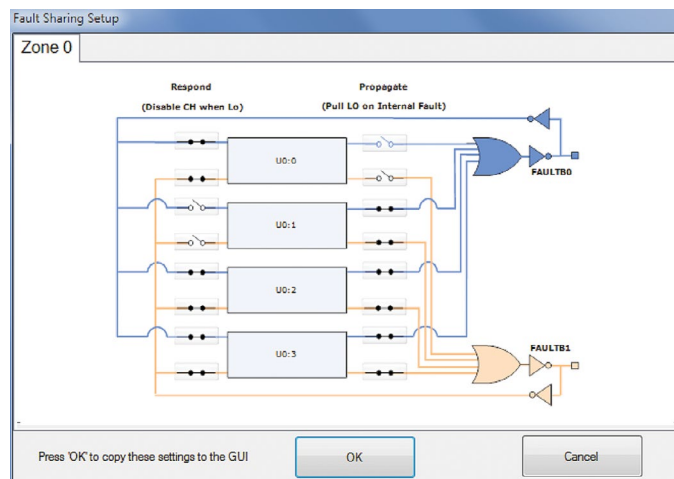 Fault Sharing Setup
Zone 0
Respond
(Disable CH when Lo)
Propagate
(Pull LO on Internal Fault)
U0:0
FAULTB0
U0:1
U0:2
U0:3
FAULTB1
Press 'OK' to copy these settings to the GUI
OK
Cancel